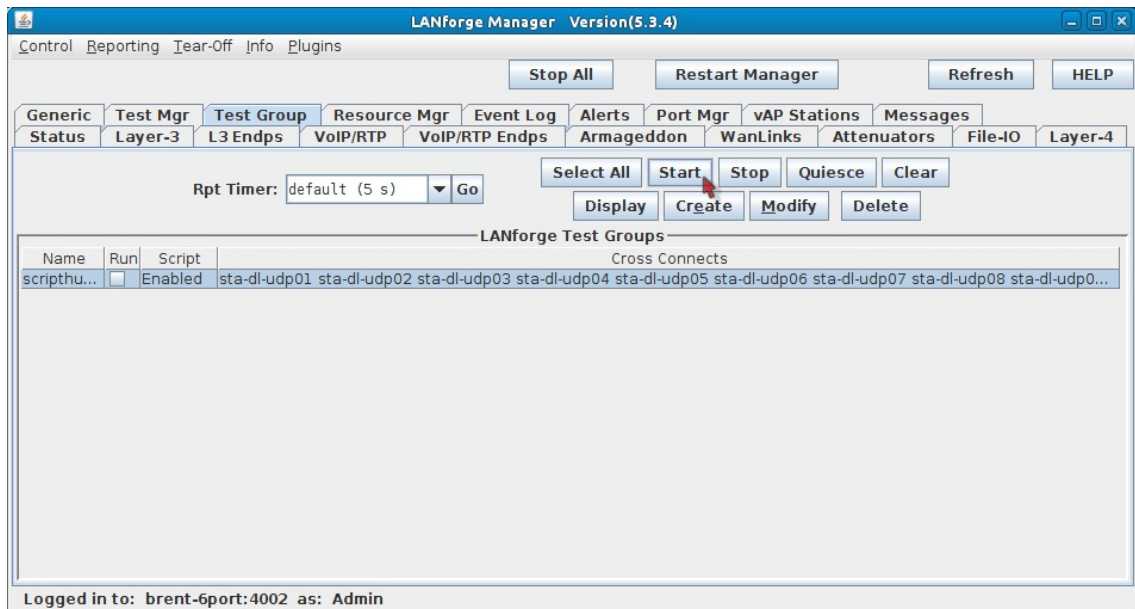 LANforge Manager Version(5.3.4)
Control Reporting Tear-Off Info Plugins
Stop All Restart Manager Refresh HELP
Generic Test Mgr Test Group Resource Mgr Event Log Alerts Port Mgr vAP Stations Messages
Status Layer-3 L3 Endps VoIP/RTP VoIP/RTP Endps Armageddon WanLinks Attenuators File-IO Layer-4
Select All Start Stop Quiesce Clear
Rpt Timer: default (5 s) Go
Display Create Modify Delete
LANforge Test Groups
Name Run Script Cross Connects
scripthu... Enabled sta-dl-udp01 sta-dl-udp02 sta-dl-udp03 sta-dl-udp04 sta-dl-udp05 sta-dl-udp06 sta-dl-udp07 sta-dl-udp08 sta-dl-udp0...
Logged in to: brent-6port:4002 as: Admin